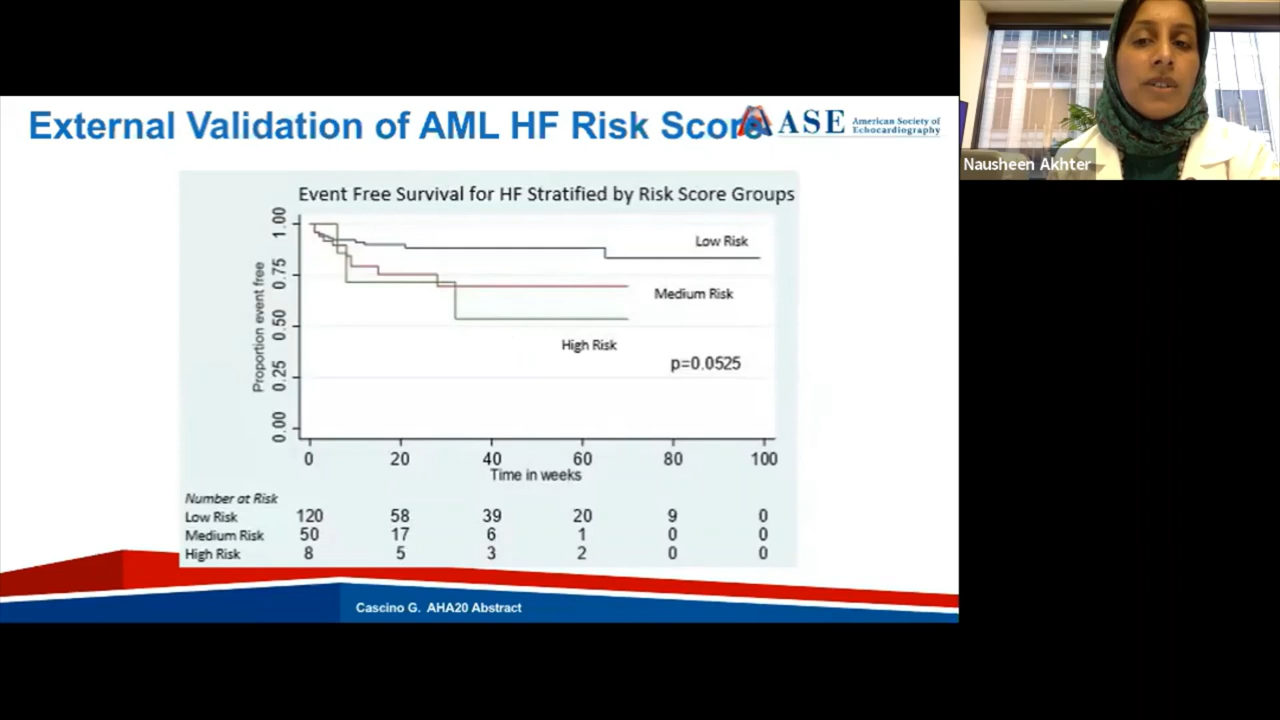 External Validation of AML HF Risk Score
ASE American Society of
Echocardiography
Nausheen Akhter
Event Free Survival for HF Stratified by Risk Score Groups
Proportion event free
1.00
0.75
0.50
0.25
0.00
Low Risk
Medium Risk
High Risk
p=0.0525
0 20 40 60 80 100
Time in weeks
Number at Risk
Low Risk 120 58 39 20 9 0
Medium Risk 50 17 6 1 0 0
High Risk 8 5 3 2 0 0
Cascino G. AHA20 Abstract